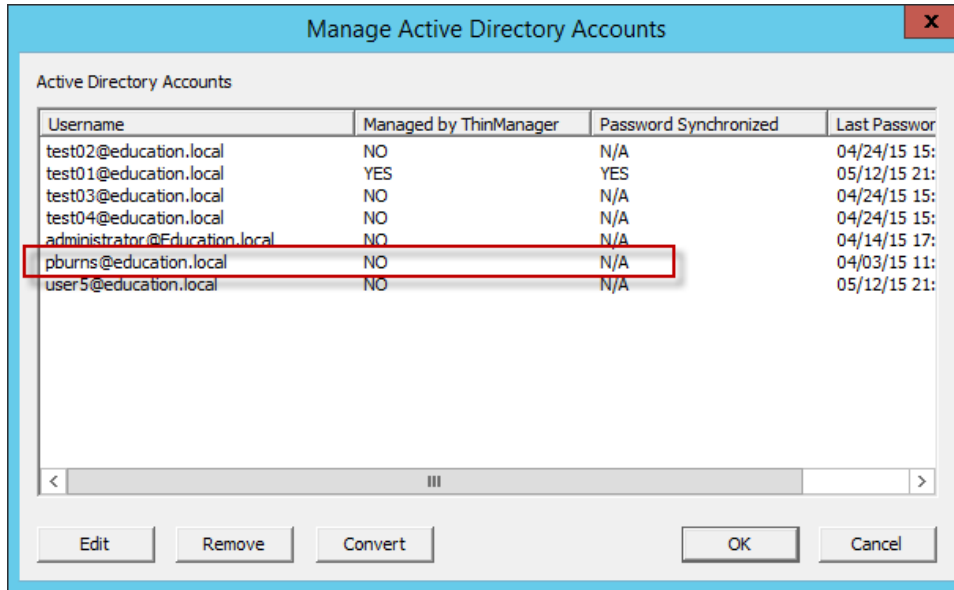 Manage Active Directory Accounts
x
Active Directory Accounts
Username Managed by ThinManager Password Synchronized Last Passwor
test02@education.local NO N/A 04/24/15 15:
test01@education.local YES YES 05/12/15 21:
test03@education.local NO N/A 04/24/15 15:
test04@education.local NO N/A 04/24/15 15:
administrator@Education.local NO N/A 04/14/15 17:
pburns@education.local NO N/A 04/03/15 11:
user5@education.local NO N/A 05/12/15 21:
Edit Remove Convert OK Cancel